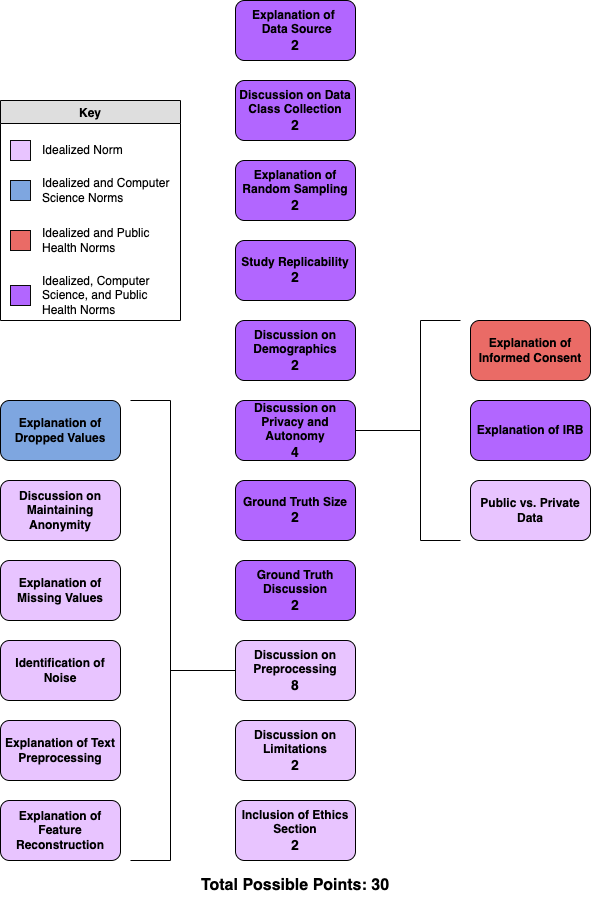 Explanation of
Data Source
2
Discussion on Data
Class Collection
2
Key
Idealized Norm
Idealized and Computer
Science Norms
Idealized and Public
Health Norms
Idealized, Computer
Science, and Public
Health Norms
Explanation of
Random Sampling
2
Study Replicability
2
Discussion on
Demographics
2
Discussion on
Privacy and
Autonomy
4
Explanation of
Informed Consent
Explanation of IRB
Public vs. Private
Data
Ground Truth Size
2
Ground Truth
Discussion
2
Discussion on
Preprocessing
8
Explanation of
Dropped Values
Discussion on
Maintaining
Anonymity
Explanation of
Missing Values
Identification of
Noise
Explanation of Text
Preprocessing
Explanation of
Feature
Reconstruction
Discussion on
Limitations
2
Inclusion of Ethics
Section
2
Total Possible Points: 30